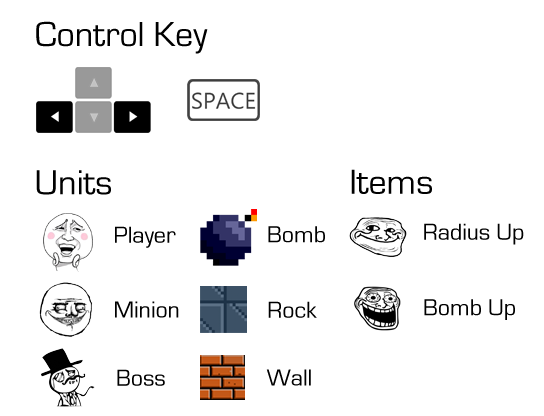 Control Key
SPACE
Units
Items
Player
Bomb
Radius Up
Minion
Rock
Bomb Up
Boss
Wall